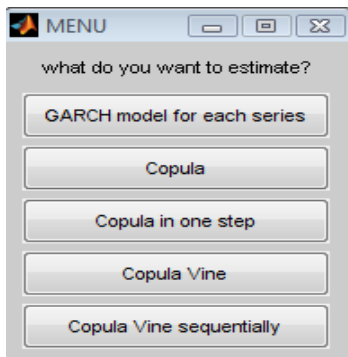 MENU
what do you want to estimate?
GARCH model for each series
Copula
Copula in one step
Copula Vine
Copula Vine sequentially